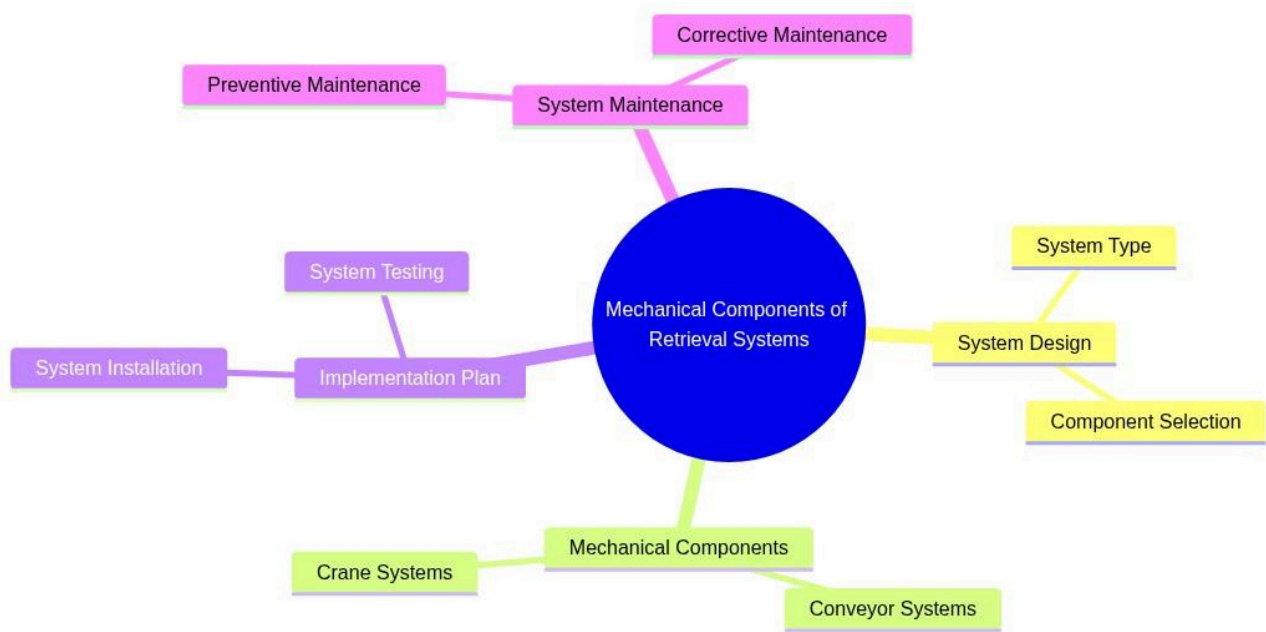 Corrective Maintenance
Preventive Maintenance
System Maintenance
System Type
System Testing
Mechanical Components of
Retrieval Systems
System Design
System Installation
Implementation Plan
Component Selection
Mechanical Components
Crane Systems
Conveyor Systems